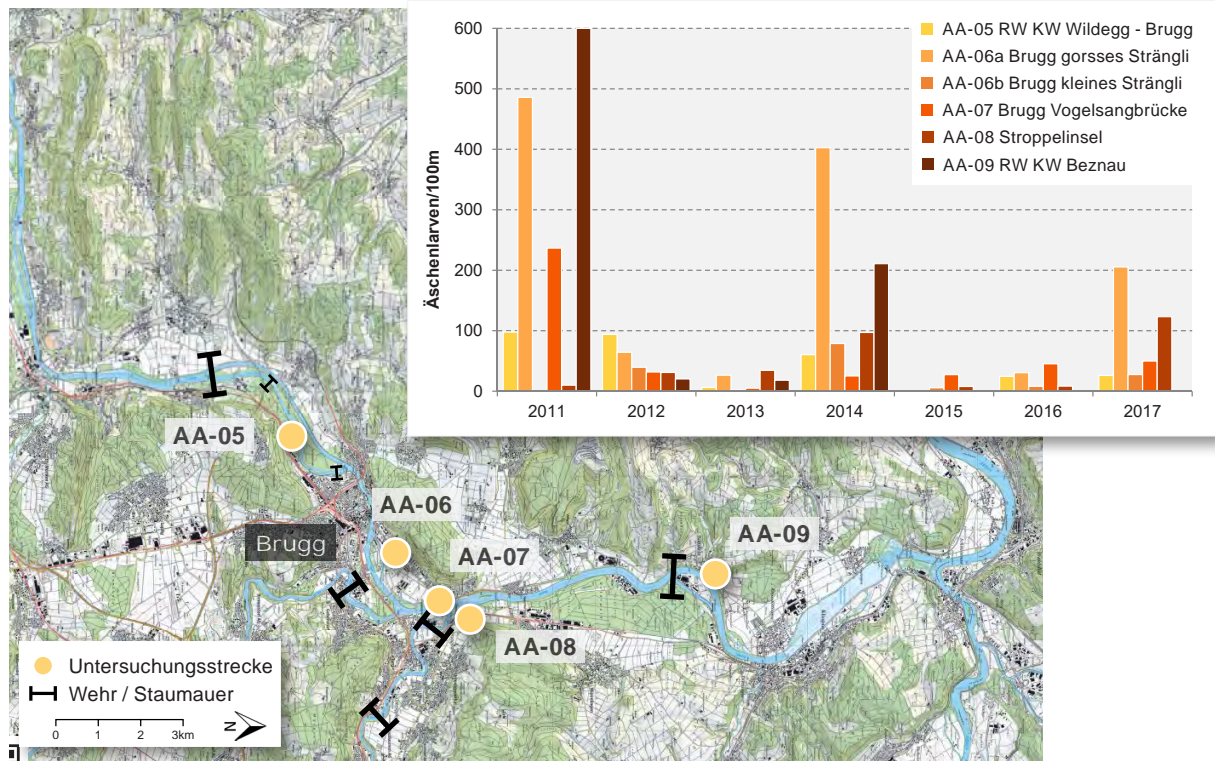 600
500
400
300
200
100
0
Äschenlarven/100m
2011
2012
2013
2014
2015
2016
2017
AA-05 RW KW Wildegg - Brugg
AA-06a Brugg gorsses Strängli
AA-06b Brugg kleines Strängli
AA-07 Brugg Vogelsangbrücke
AA-08 Stroppelinsel
AA-09 RW KW Beznau
AA-05
AA-06
Brugg
AA-07
AA-09
AA-08
Untersuchungsstrecke
Wehr / Staumauer
0 1 2 3km
N